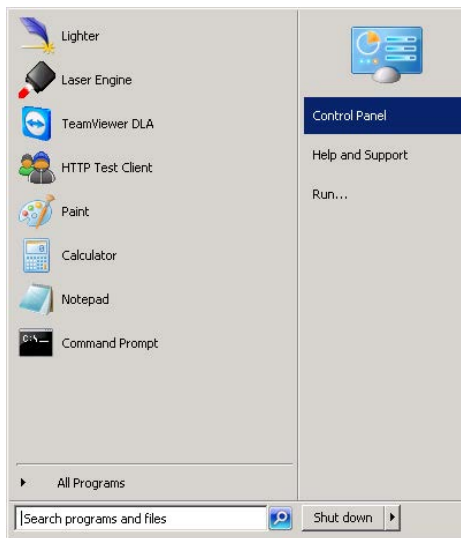 Lighter
Laser Engine
TeamViewer DLA
HTTP Test Client
Paint
Calculator
Notepad
C:\_
Command Prompt
All Programs
Search programs and files
Control Panel
Help and Support
Run...
Shut down